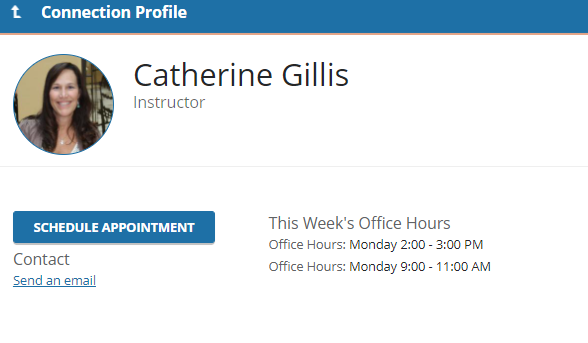 Connection Profile
Catherine Gillis
Instructor
SCHEDULE APPOINTMENT
Contact
Send an email
This Week's Office Hours
Office Hours: Monday 2:00 - 3:00 PM
Office Hours: Monday 9:00 - 11:00 AM